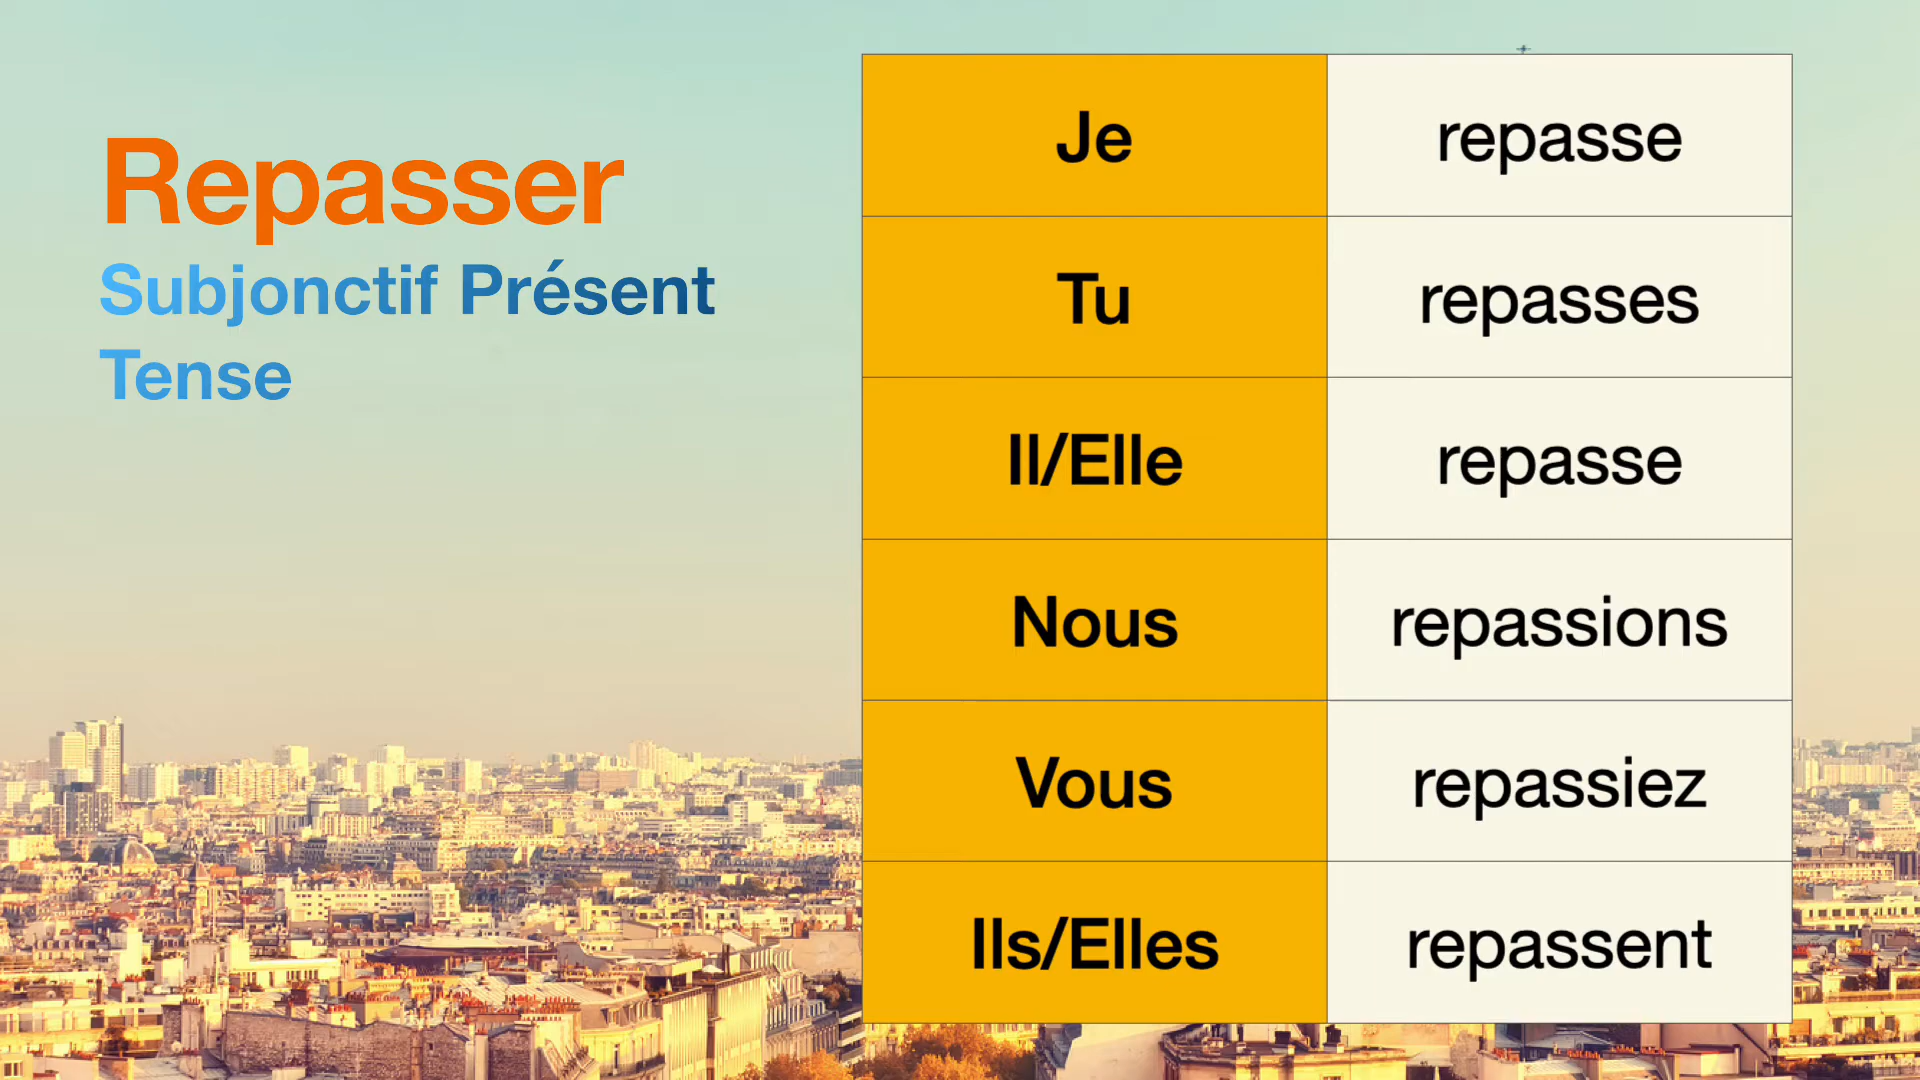 Repasser
Subjonctif Présent
Tense
Je repasse
Tu repasses
Il/Elle repasse
Nous repassions
Vous repassiez
Ils/Elles repassent